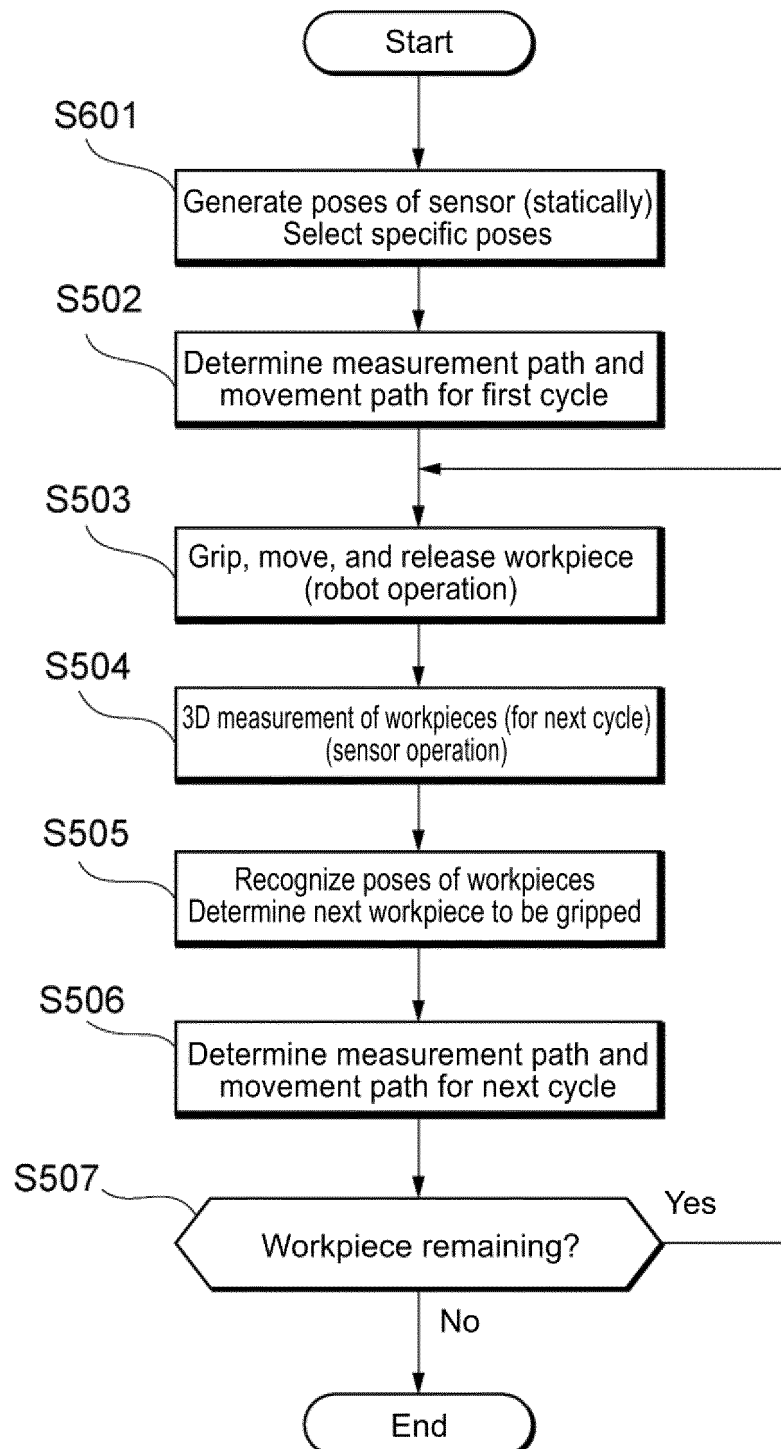 Start
S601
Generate poses of sensor (statically)
Select specific poses
S502
Determine measurement path and
movement path for first cycle
S503
Grip, move, and release workpiece
(robot operation)
S504
3D measurement of workpieces (for next cycle)
(sensor operation)
S505
Recognize poses of workpieces
Determine next workpiece to be gripped
S506
Determine measurement path and
movement path for next cycle
S507
Workpiece remaining?
Yes
No
End